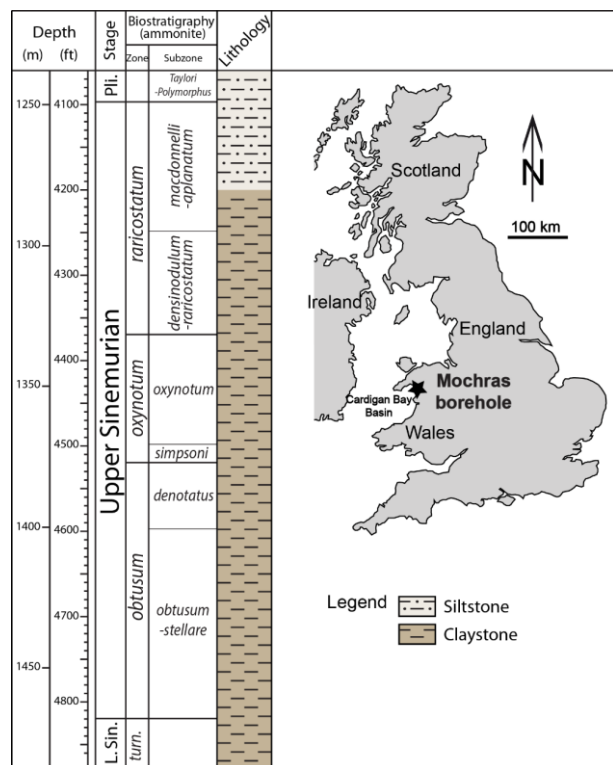 Depth
(m) (ft)
Stage
Biostratigraphy
(ammonite)
Zone Subzone
Lithology
Pli.
Taylori
-Polymorphus
1250
4100
raricostatum
macdonnelli
-aplanatum
4200
1300
densinodulum
-raricostatum
4300
Upper Sinemurian
4400
1350
oxynotum
oxynotum
4500
simpsoni
denotatus
1400
4600
obtusum
obtusum
-stellare
4700
1450
4800
L. Sin.
turn.
Scotland
N
100 km
Ireland
England
Mochras
borehole
Cardigan Bay
Basin
Wales
Legend
Siltstone
Claystone